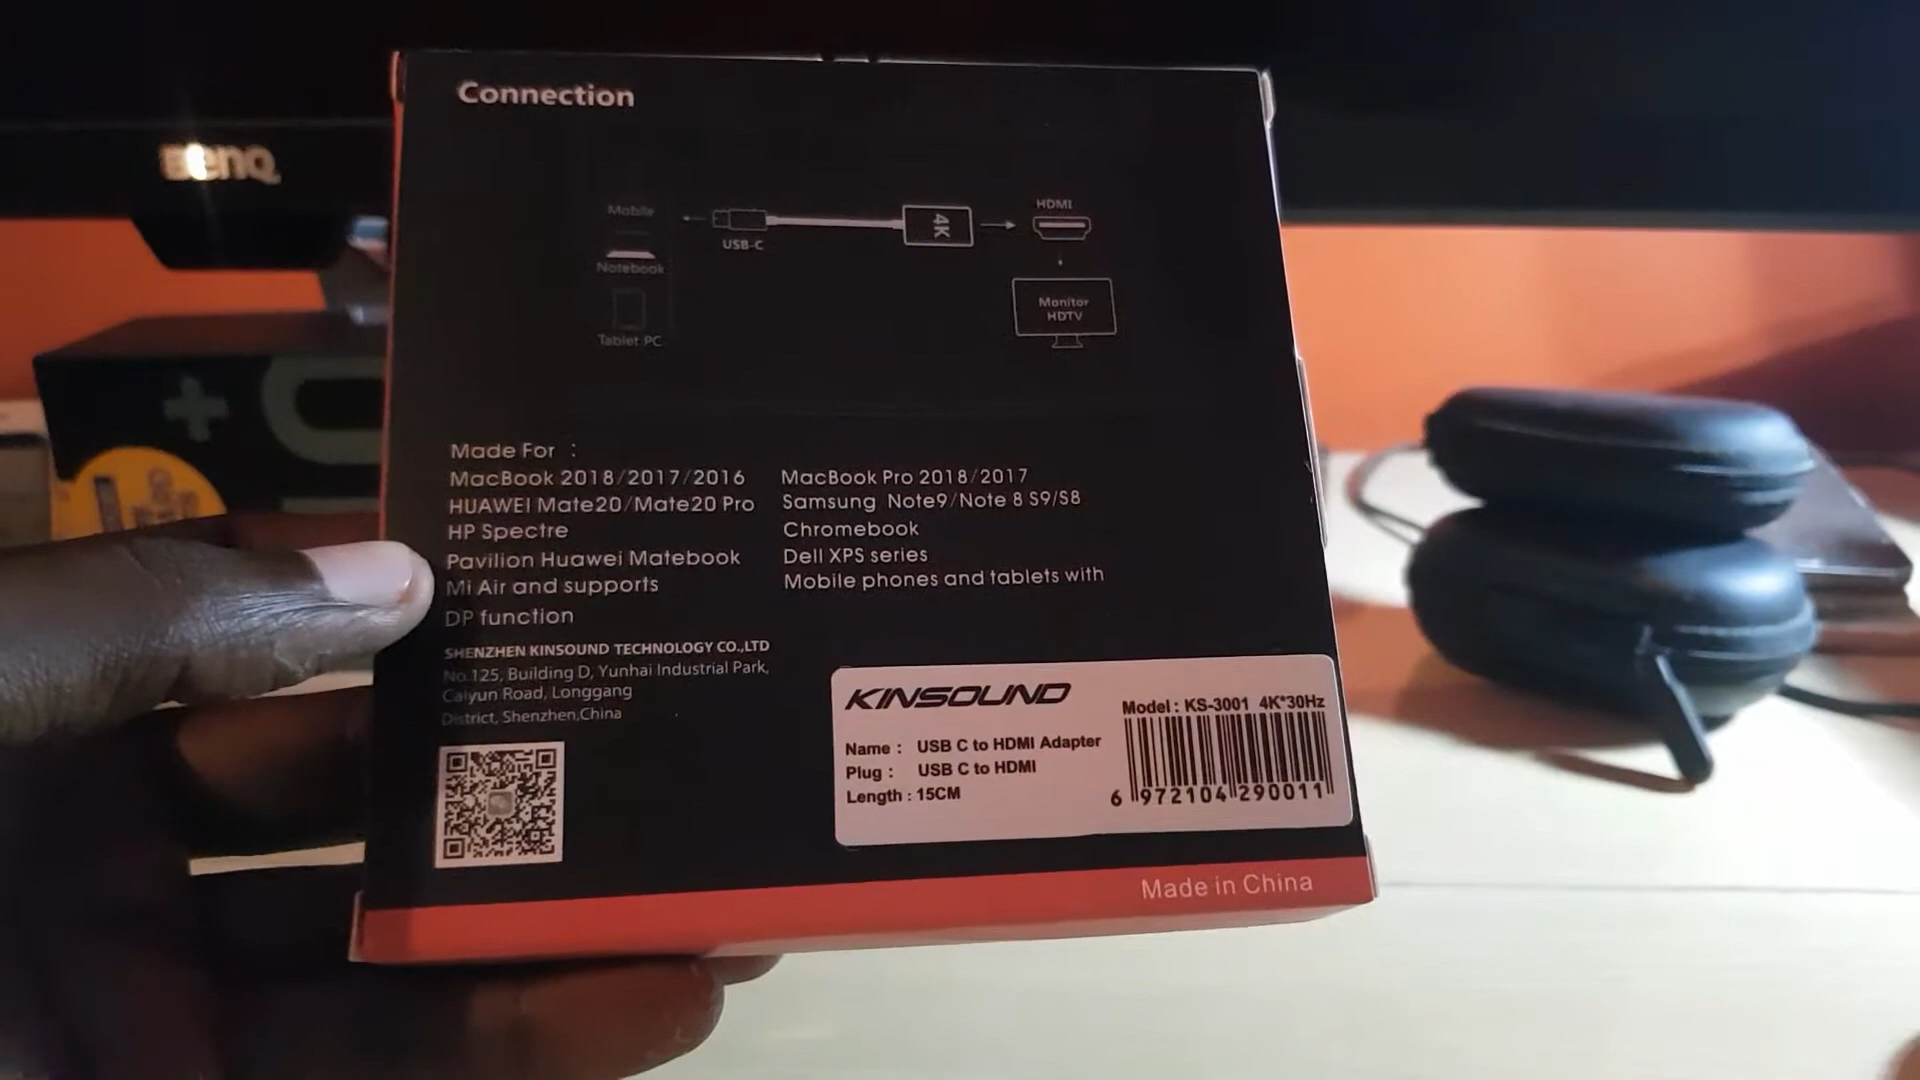 Connection
BenQ
Mobile
USB-C
4K
HDMI
Notebook
Monitor
HDTV
Tablet PC
Made For :
MacBook 2018/2017/2016 MacBook Pro 2018/2017
HUAWEI Mate20/Mate20 Pro Samsung Note9/Note 8 S9/S8
HP Spectre Chromebook
Pavilion Huawei Matebook Dell XPS series
Mi Air and supports Mobile phones and tablets with
DP function
SHENZHEN KINSOUND TECHNOLOGY CO.,LTD
No.125, Building D, Yunhai Industrial Park,
Caiyun Road, Longgang
District, Shenzhen,China
KINSOUND
Model : KS-3001 4K*30Hz
Name : USB C to HDMI Adapter
Plug : USB C to HDMI
Length : 15CM
6 972104 290011
Made in China